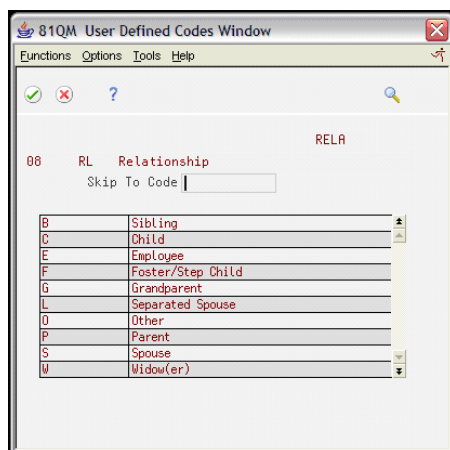 81QM User Defined Codes Window
Functions Options Tools Help
?
RELA
08 RL Relationship
Skip To Code
B Sibling
C Child
E Employee
F Foster/Step Child
G Grandparent
L Separated Spouse
O Other
P Parent
S Spouse
W Widow(er)